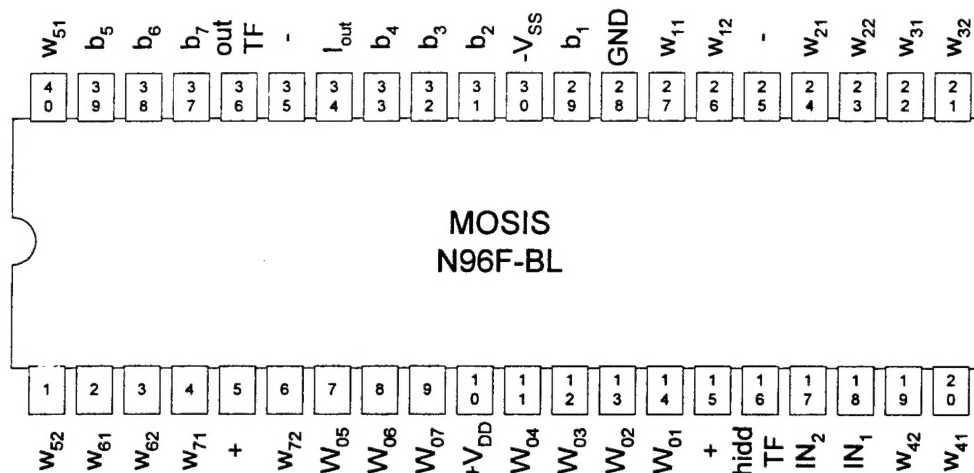 w₅₁ b₅ b₆ b₇ out TF - I_out b₄ b₃ b₂ -V_SS b₁ GND w₁₁ w₁₂ - w₂₁ w₂₂ w₃₁ w₃₂
40 39 38 37 36 35 34 33 32 31 30 29 28 27 26 25 24 23 22 21
MOSIS
N96F-BL
1 2 3 4 5 6 7 8 9 10 11 12 13 14 15 16 17 18 19 20
w₅₂ w₆₁ w₆₂ w₇₁ + w₇₂ W₀₅ W₀₆ W₀₇ +V_DD W₀₄ W₀₃ W₀₂ W₀₁ + hidd TF IN₂ IN₁ w₄₂ w₄₁